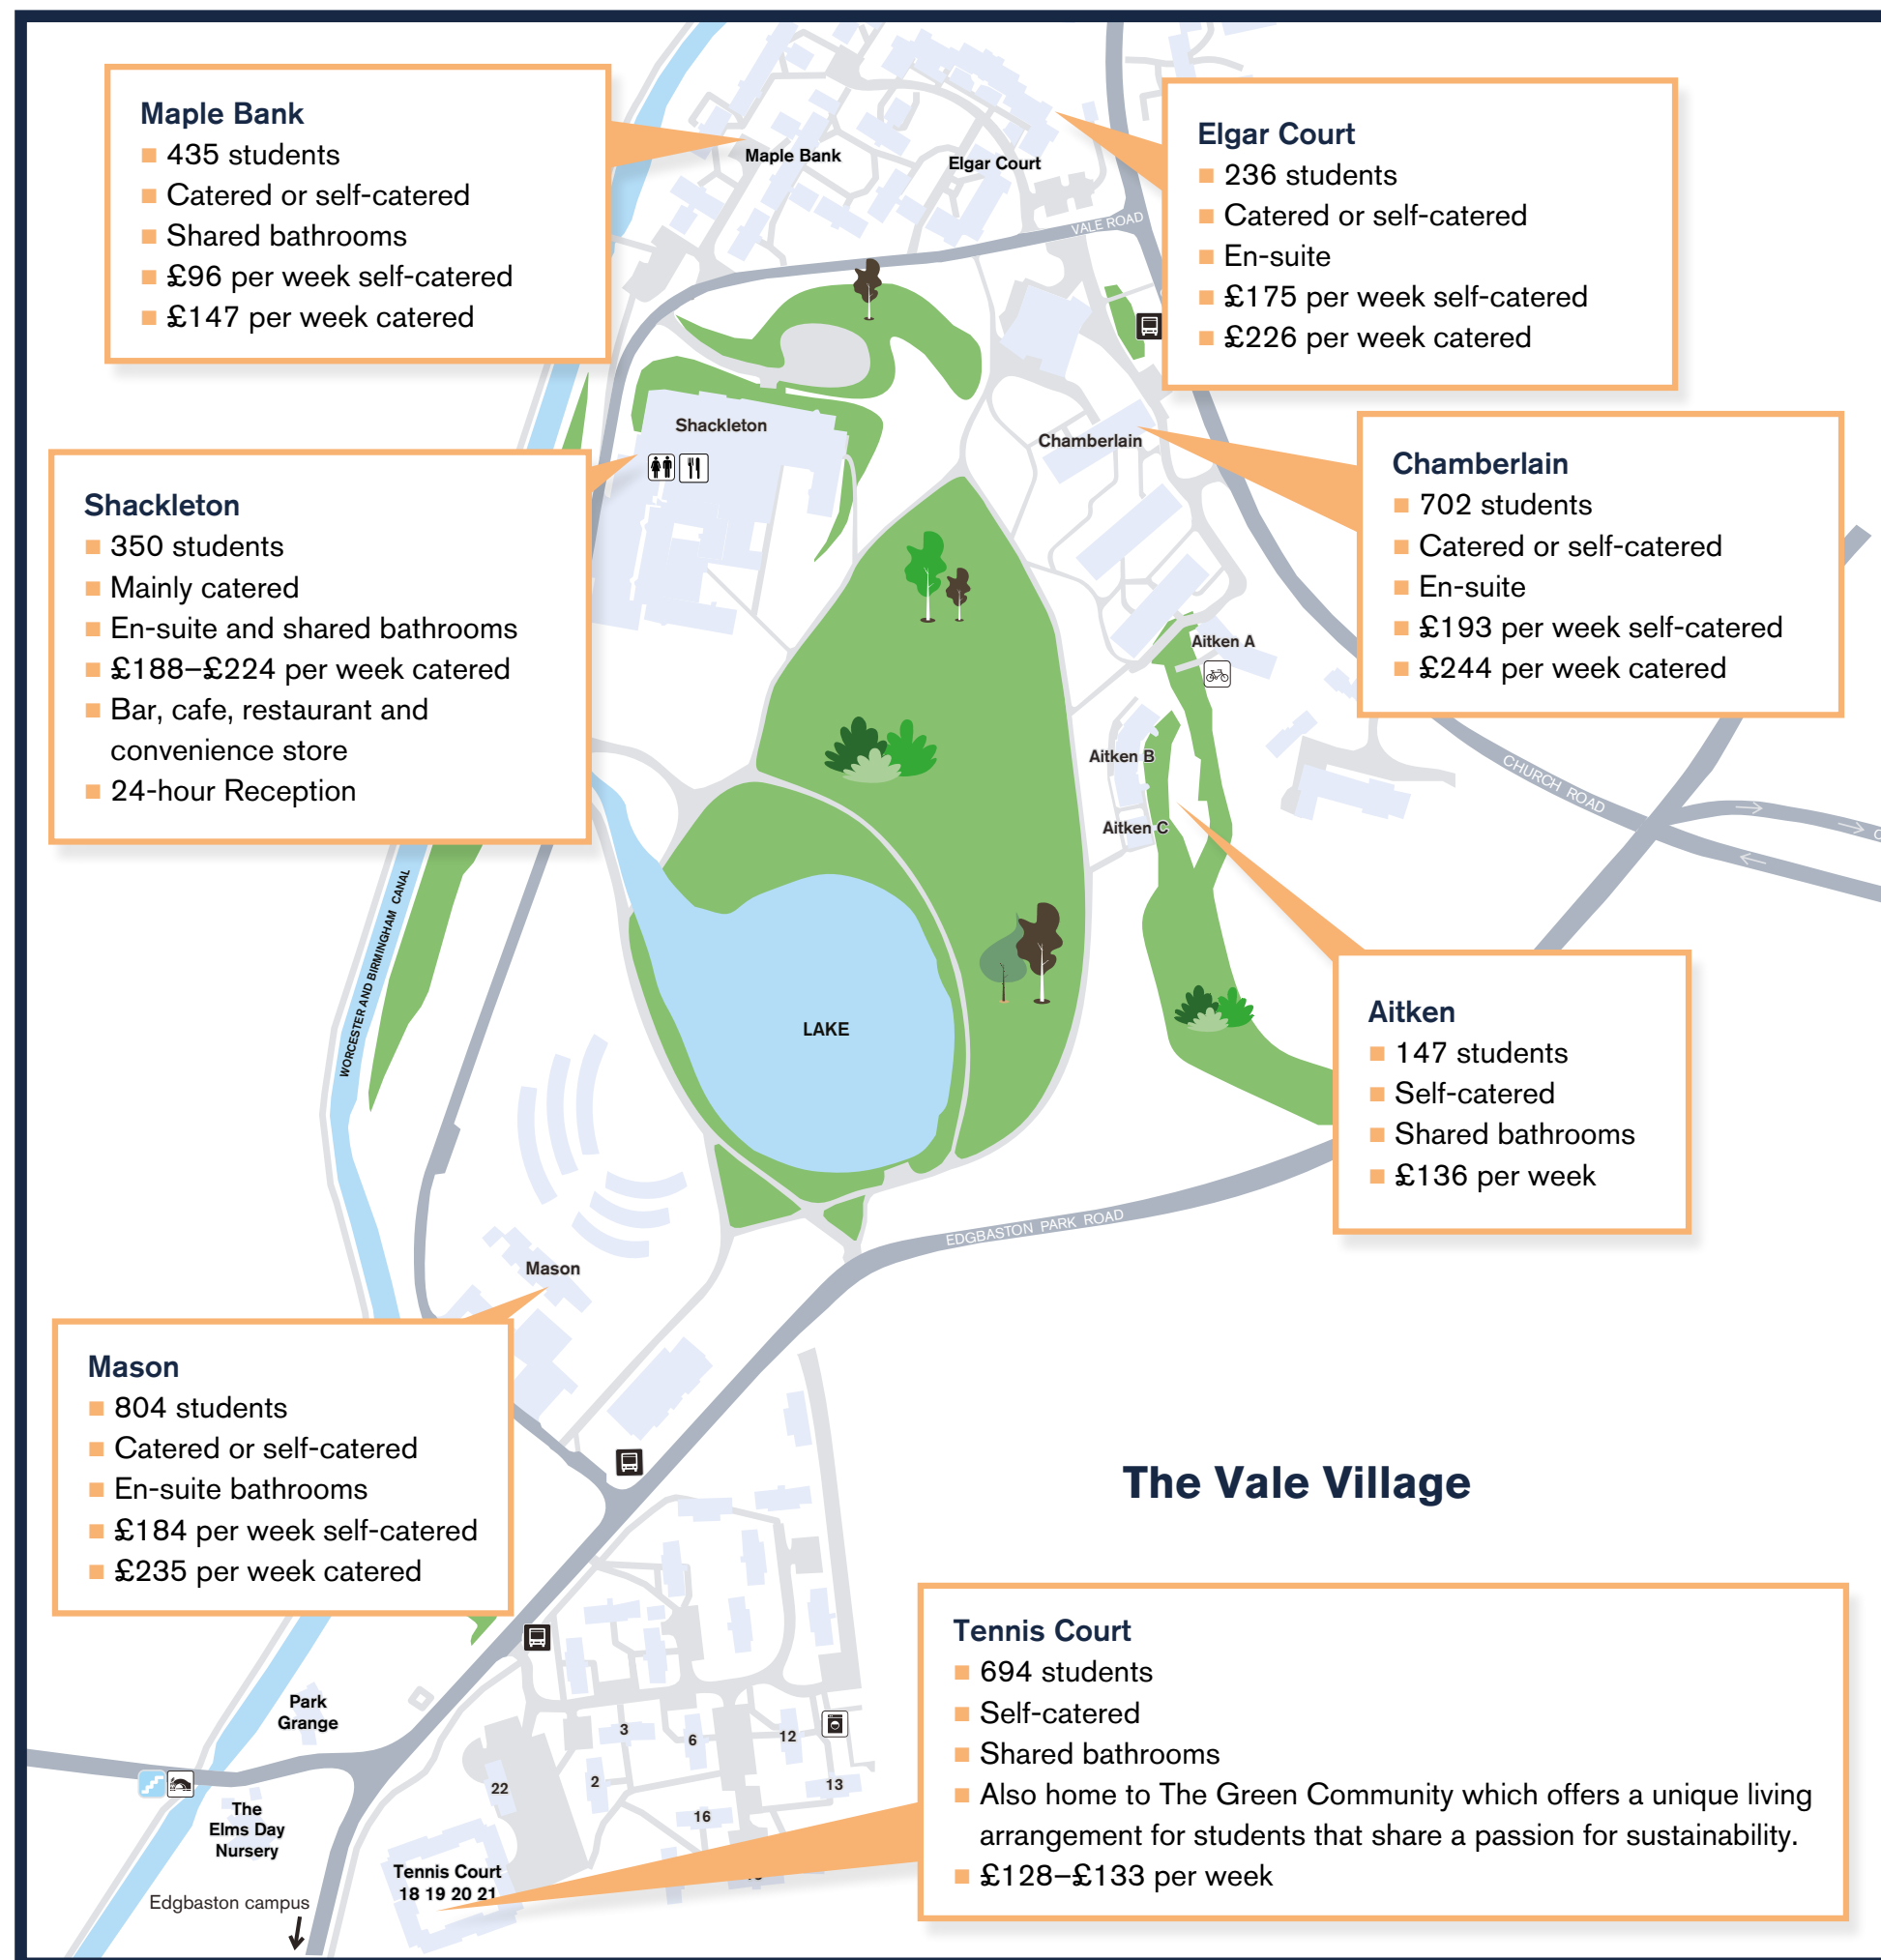 Maple Bank
435 students
Catered or self-catered
Shared bathrooms
£96 per week self-catered
£147 per week catered
Elgar Court
236 students
Catered or self-catered
En-suite
£175 per week self-catered
£226 per week catered
Maple Bank
Elgar Court
VALE ROAD
Shackleton
Chamberlain
Shackleton
350 students
Mainly catered
En-suite and shared bathrooms
£188–£224 per week catered
Bar, cafe, restaurant and
convenience store
24-hour Reception
Chamberlain
702 students
Catered or self-catered
En-suite
£193 per week self-catered
£244 per week catered
Aitken A
Aitken B
Aitken C
CHURCH ROAD
WORCESTER AND BIRMINGHAM CANAL
LAKE
Aitken
147 students
Self-catered
Shared bathrooms
£136 per week
EDGBASTON PARK ROAD
Mason
Mason
804 students
Catered or self-catered
En-suite bathrooms
£184 per week self-catered
£235 per week catered
The Vale Village
Tennis Court
694 students
Self-catered
Shared bathrooms
Also home to The Green Community which offers a unique living
arrangement for students that share a passion for sustainability.
£128–£133 per week
Park
Grange
3
6
12
2
22
13
16
The
Elms Day
Nursery
Tennis Court
18 19 20 21
Edgbaston campus